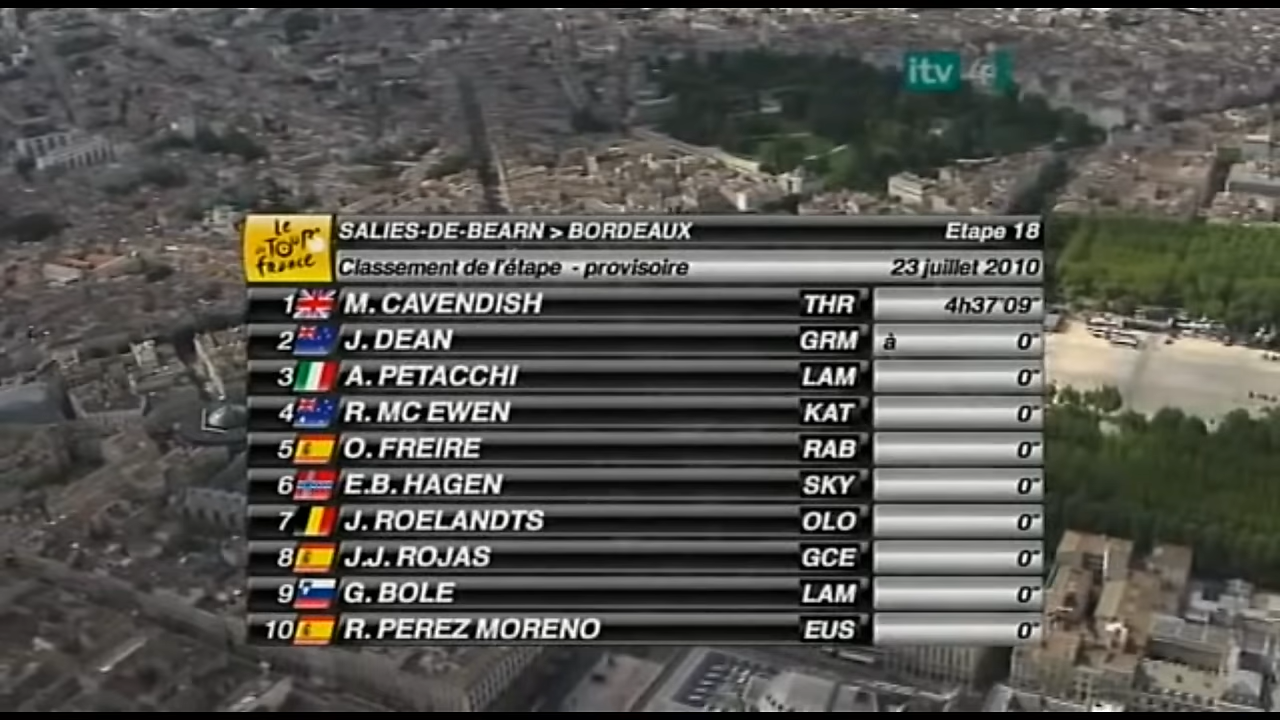 itv 4
le
TOUR
de
france
SALIES-DE-BEARN > BORDEAUX Etape 18
Classement de l'étape - provisoire 23 juillet 2010
1 M. CAVENDISH THR 4h37'09"
2 J. DEAN GRM à 0"
3 A. PETACCHI LAM 0"
4 R. MC EWEN KAT 0"
5 O. FREIRE RAB 0"
6 E.B. HAGEN SKY 0"
7 J. ROELANDTS OLO 0"
8 J.J. ROJAS GCE 0"
9 G. BOLE LAM 0"
10 R. PEREZ MORENO EUS 0"